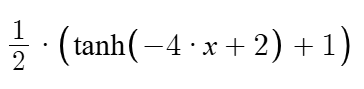 1/2 · (tanh(−4 · x + 2) + 1)